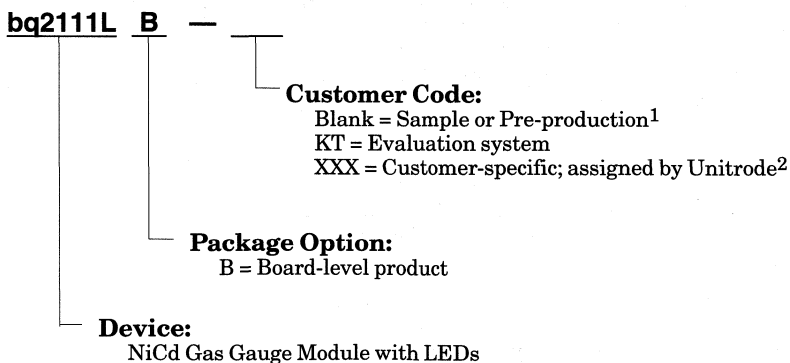 bq2111L B —
Customer Code:
Blank = Sample or Pre-production1
KT = Evaluation system
XXX = Customer-specific; assigned by Unitrode2
Package Option:
B = Board-level product
Device:
NiCd Gas Gauge Module with LEDs